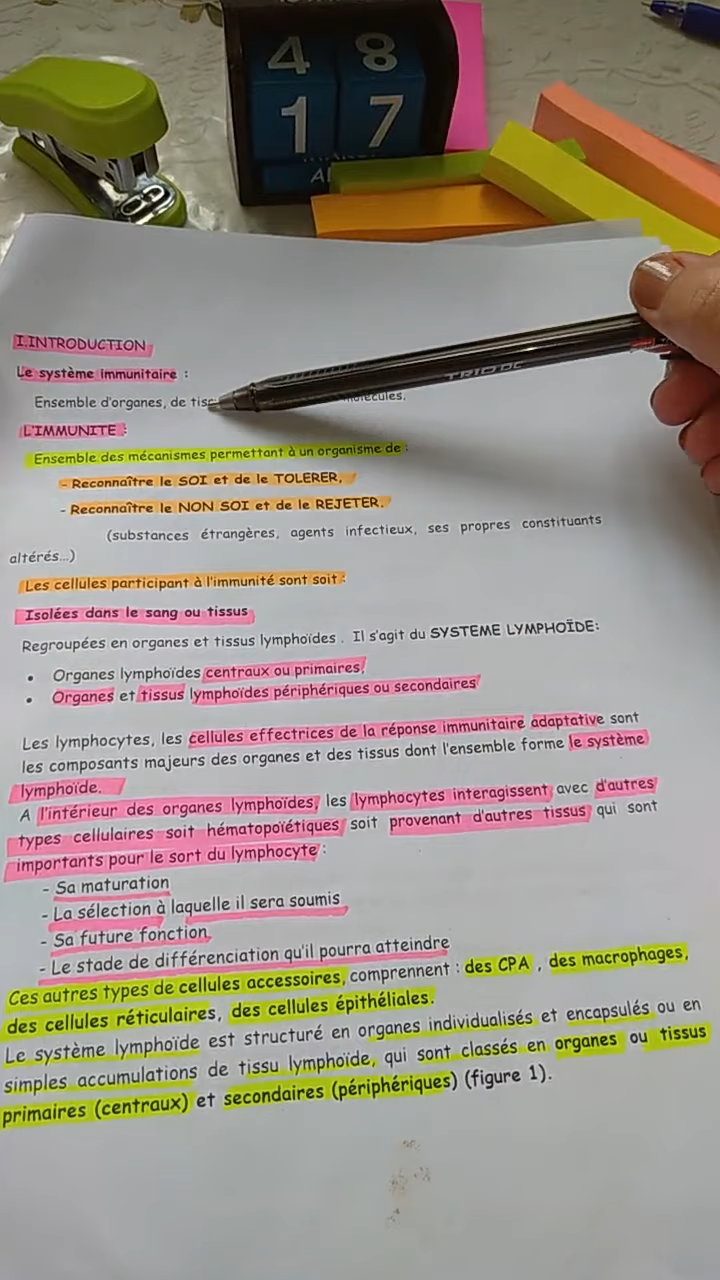 4 8
1 7
I.INTRODUCTION
Le système immunitaire :
Ensemble d'organes, de
L'IMMUNITE :
Ensemble des mécanismes permettant à un organisme de :
- Reconnaître le SOI et de le TOLERER,
- Reconnaître le NON SOI et de le REJETER.
(substances étrangères, agents infectieux, ses propres constituants
altérés...)
Les cellules participant à l'immunité sont soit :
Isolées dans le sang ou tissus
Regroupées en organes et tissus lymphoïdes . Il s'agit du SYSTEME LYMPHOÏDE:
• Organes lymphoïdes centraux ou primaires,
• Organes et tissus lymphoïdes périphériques ou secondaires
Les lymphocytes, les cellules effectrices de la réponse immunitaire adaptative sont
les composants majeurs des organes et des tissus dont l'ensemble forme le système
lymphoïde.
A l'intérieur des organes lymphoïdes, les lymphocytes interagissent avec d'autres
types cellulaires soit hématopoïétiques soit provenant d'autres tissus qui sont
importants pour le sort du lymphocyte :
- Sa maturation
- La sélection à laquelle il sera soumis
- Sa future fonction,
- Le stade de différenciation qu'il pourra atteindre
Ces autres types de cellules accessoires, comprennent : des CPA , des macrophages,
des cellules réticulaires, des cellules épithéliales.
Le système lymphoïde est structuré en organes individualisés et encapsulés ou en
simples accumulations de tissu lymphoïde, qui sont classés en organes ou tissus
primaires (centraux) et secondaires (périphériques) (figure 1).